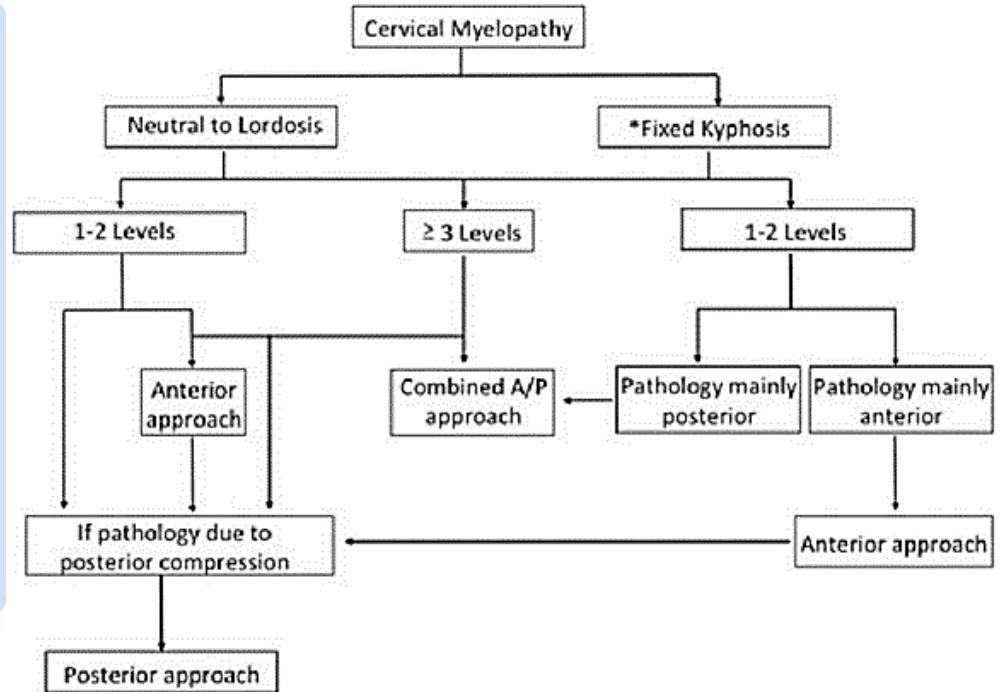 Cervical Myelopathy
Neutral to Lordosis
*Fixed Kyphosis
1-2 Levels
≥ 3 Levels
1-2 Levels
Anterior
approach
Combined A/P
approach
Pathology mainly
posterior
Pathology mainly
anterior
If pathology due to
posterior compression
Anterior approach
Posterior approach